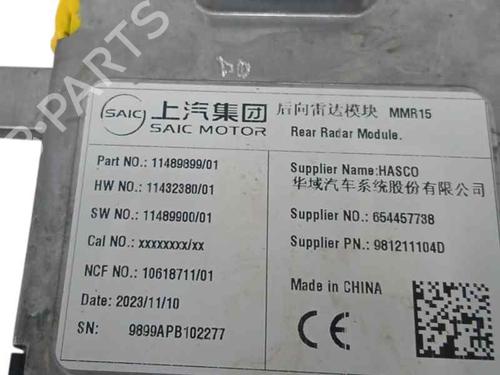 SAIC 上汽集团
SAIC MOTOR
后向雷达模块 MMR15
Rear Radar Module.
Part NO.: 11489899/01
HW NO.: 11432380/01
SW NO.: 11489900/01
Cal NO.: xxxxxxxx/xx
NCF NO.: 10618711/01
Date: 2023/11/10
SN: 9899APB102277
Supplier Name:HASCO
华域汽车系统股份有限公司
Supplier NO.: 654457738
Supplier PN.: 981211104D
Made in CHINA
CE
PARTS